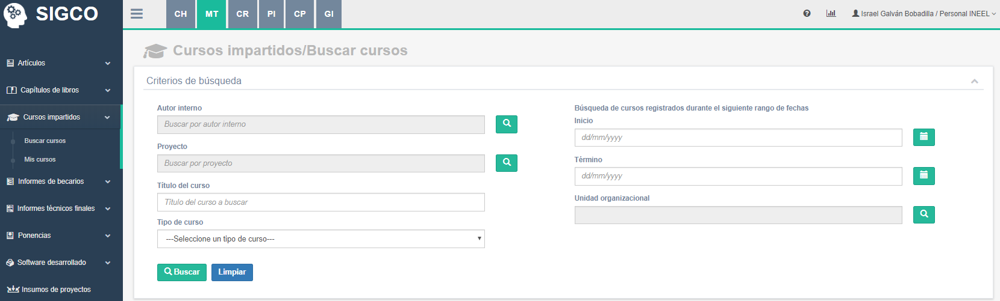 SIGCO
CH MT CR PI CP GI
Israel Galván Bobadilla / Personal INEEL
Artículos
Capítulos de libros
Cursos impartidos
Buscar cursos
Mis cursos
Informes de becarios
Informes técnicos finales
Ponencias
Software desarrollado
Insumos de proyectos
Cursos impartidos/Buscar cursos
Criterios de búsqueda
Autor interno
Buscar por autor interno
Proyecto
Buscar por proyecto
Título del curso
Título del curso a buscar
Tipo de curso
---Seleccione un tipo de curso---
Buscar Limpiar
Búsqueda de cursos registrados durante el siguiente rango de fechas
Inicio
dd/mm/yyyy
Término
dd/mm/yyyy
Unidad organizacional